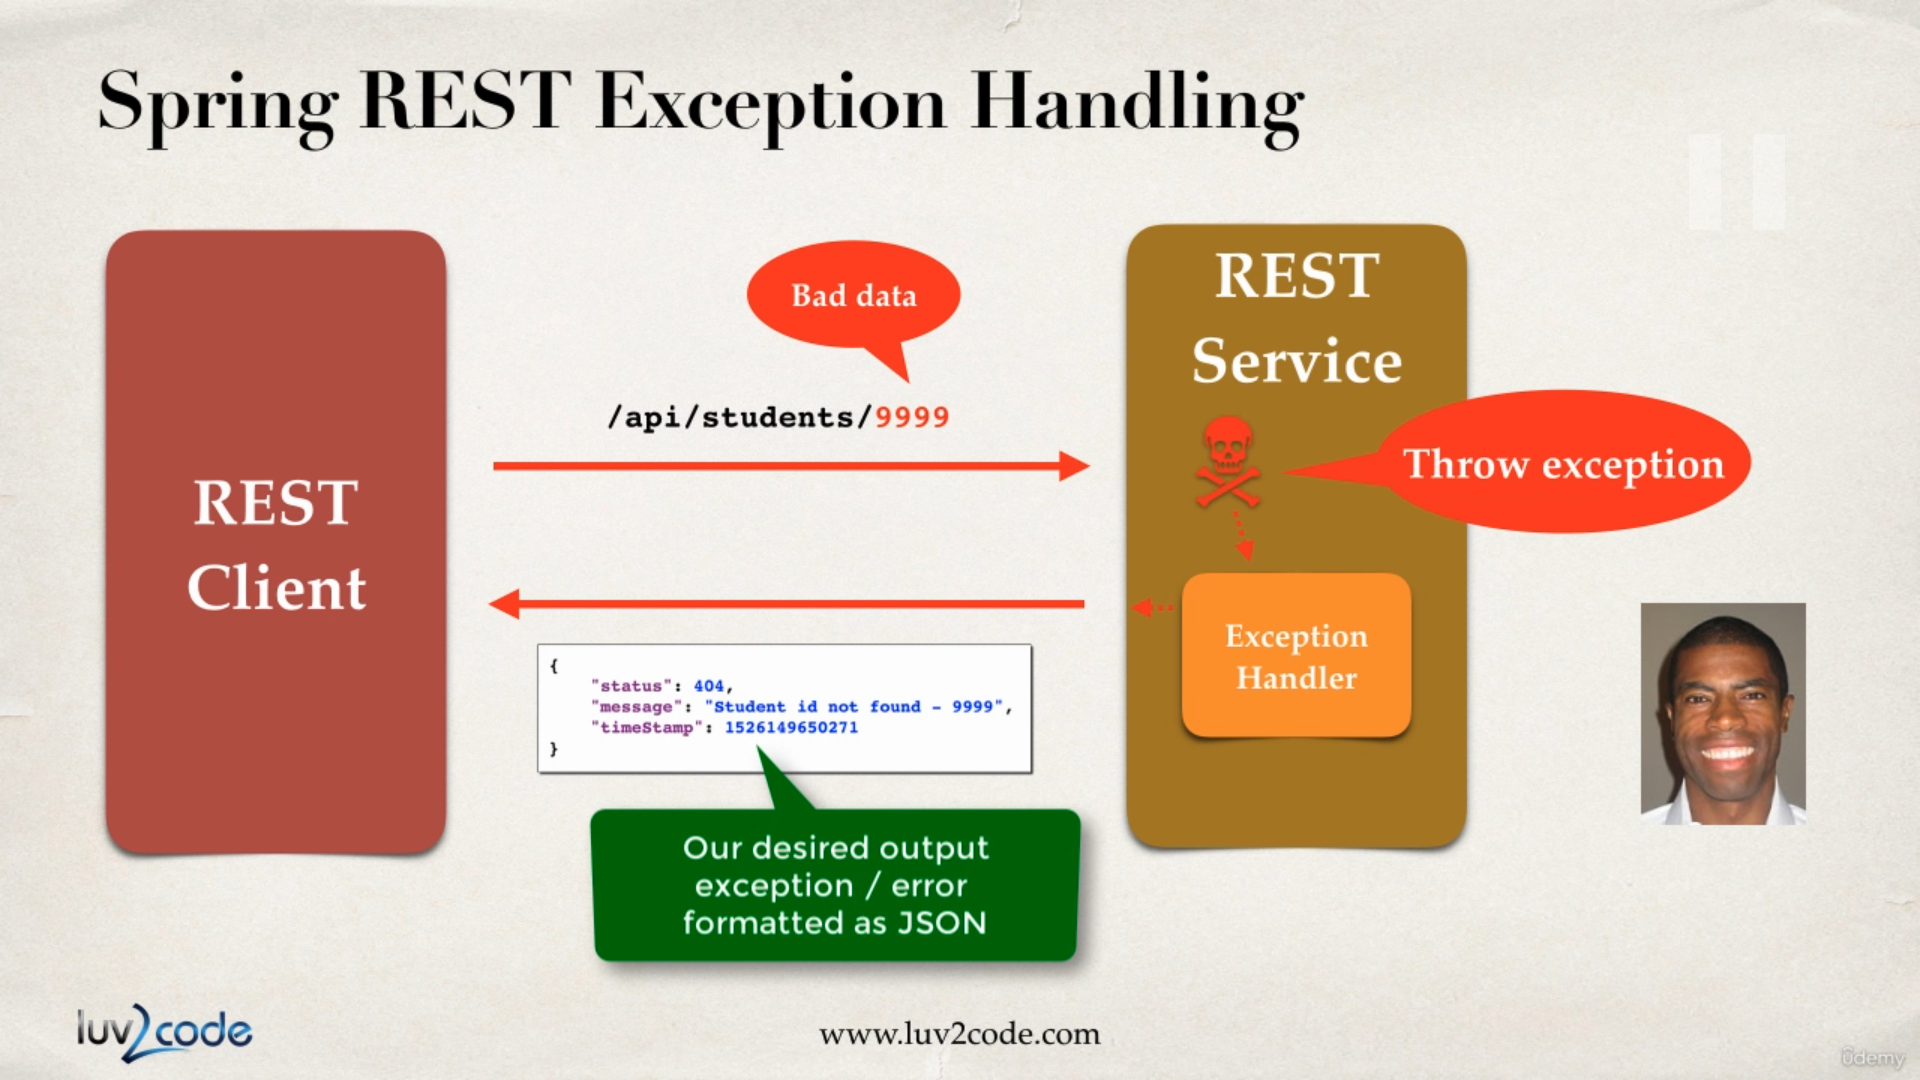 Spring REST Exception Handling
REST
Client
Bad data
/api/students/9999
REST
Service
Throw exception
Exception
Handler
{
"status": 404,
"message": "Student id not found - 9999",
"timeStamp": 1526149650271
}
Our desired output
exception / error
formatted as JSON
luv2code
www.luv2code.com
ûdemy